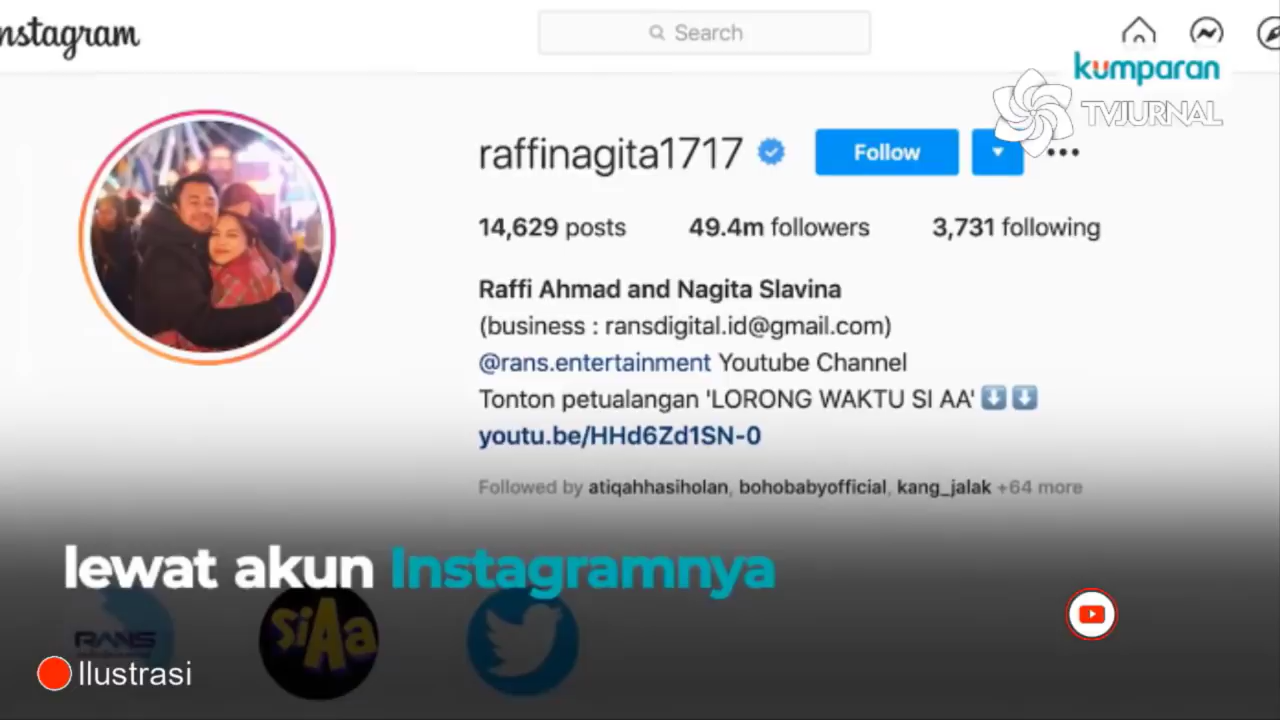 nstagram
Search
kumparan
TVJURNAL
raffinagita1717
Follow
14,629 posts 49.4m followers 3,731 following
Raffi Ahmad and Nagita Slavina
(business : ransdigital.id@gmail.com)
@rans.entertainment Youtube Channel
Tonton petualangan 'LORONG WAKTU SI AA' ⬇️⬇️
youtu.be/HHd6Zd1SN-0
Followed by atiqahhasiholan, bohobabyofficial, kang_jalak +64 more
lewat akun Instagramnya
RANS
SiAa
Ilustrasi